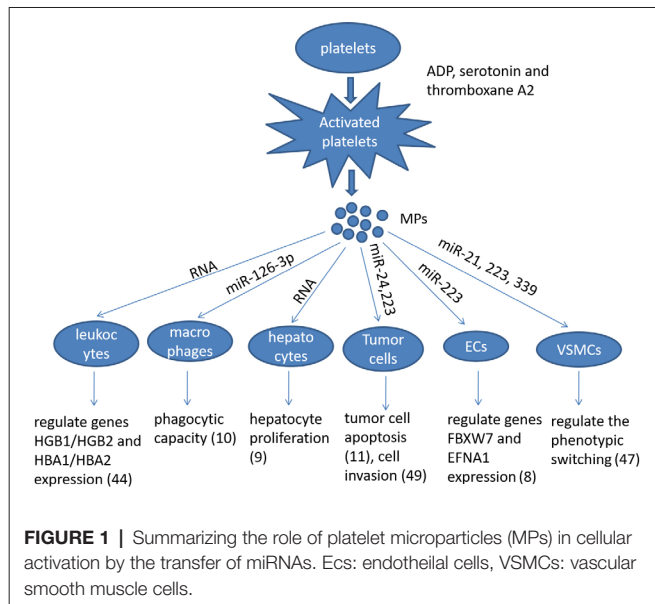 platelets
ADP, serotonin and
thromboxane A2
Activated
platelets
MPs
RNA
miR-126-3p
RNA
miR-24,223
miR-223
miR-21, 223, 339
leukoc
ytes
macro
phages
hepato
cytes
Tumor
cells
ECs
VSMCs
regulate genes
HGB1/HGB2 and
HBA1/HBA2
expression (44)
phagocytic
capacity (10)
hepatocyte
proliferation
(9)
tumor cell
apoptosis
(11), cell
invasion (49)
regulate genes
FBXW7 and
EFNA1
expression (8)
regulate the
phenotypic
switching (47)
FIGURE 1 | Summarizing the role of platelet microparticles (MPs) in cellular
activation by the transfer of miRNAs. Ecs: endotheilal cells, VSMCs: vascular
smooth muscle cells.